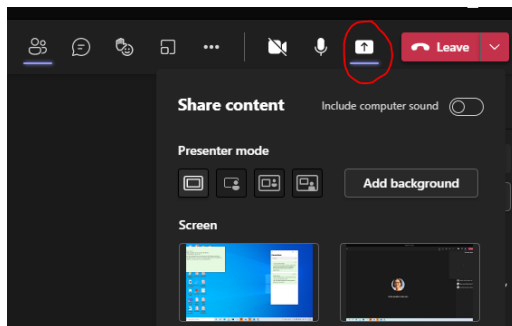 Leave
Share content
Include computer sound
Presenter mode
Add background
Screen